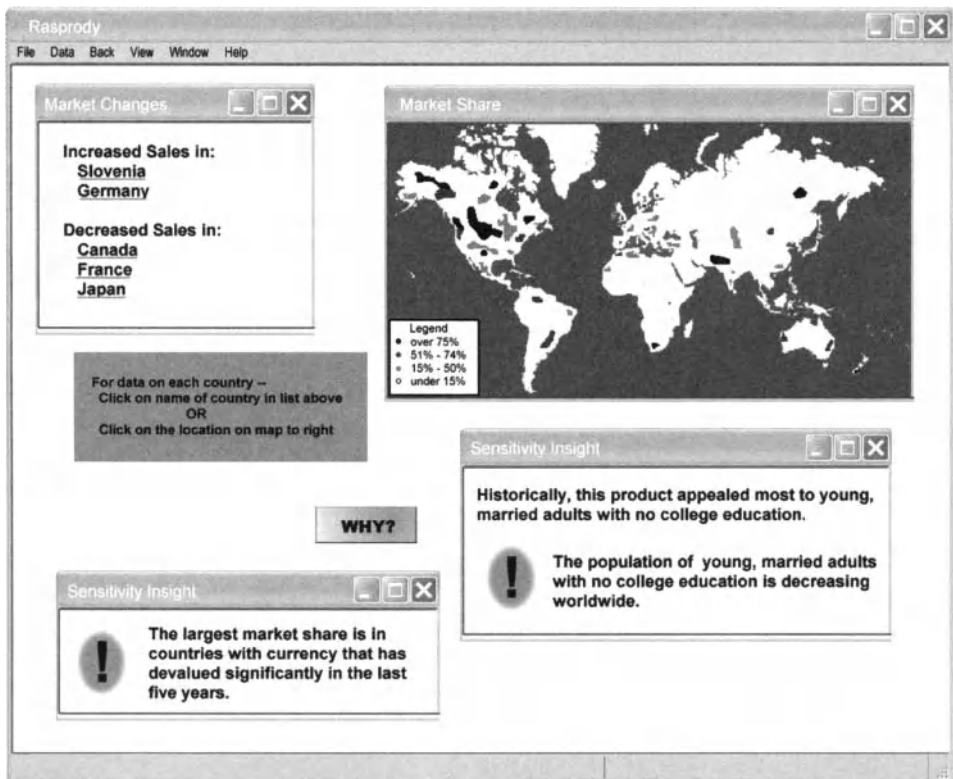 Rasprody
File Data Back View Window Help
Market Changes
Increased Sales in:
Slovenia
Germany
Decreased Sales in:
Canada
France
Japan
Market Share
Legend
over 75%
51% - 74%
15% - 50%
under 15%
For data on each country --
Click on name of country in list above
OR
Click on the location on map to right
Sensitivity Insight
Historically, this product appealed most to young,
married adults with no college education.
! The population of young, married adults
with no college education is decreasing
worldwide.
WHY?
Sensitivity Insight
! The largest market share is in
countries with currency that has
devalued significantly in the last
five years.